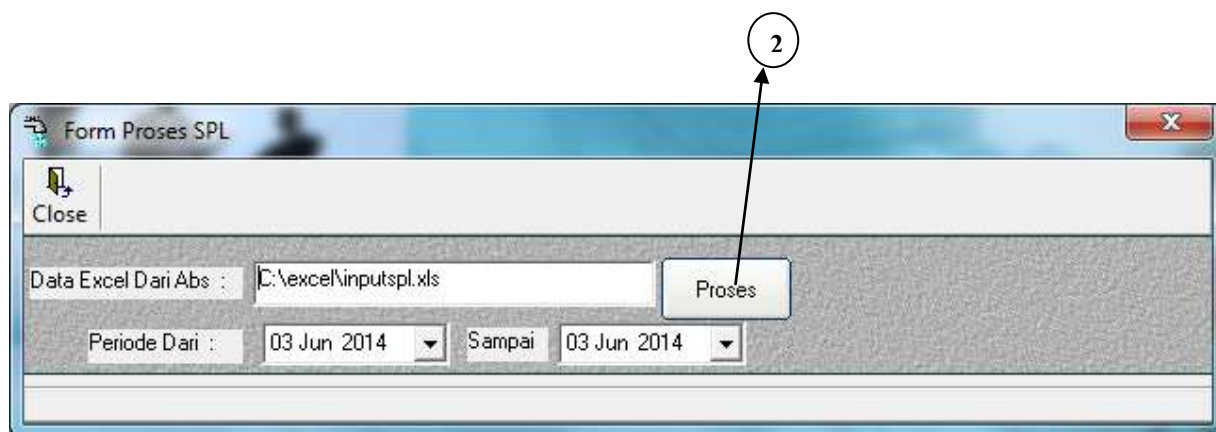 2
Form Proses SPL
Close
Data Excel Dari Abs : C:\excel\inputspl.xls Proses
Periode Dari : 03 Jun 2014 Sampai 03 Jun 2014